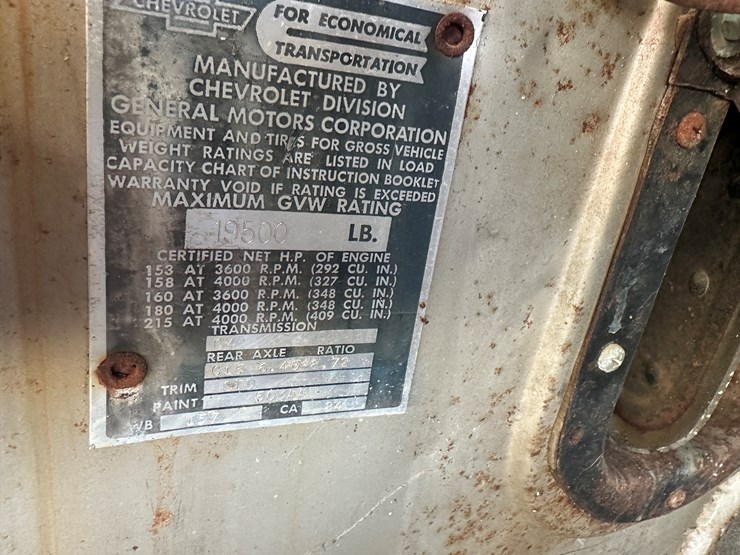 CHEVROLET
FOR ECONOMICAL
TRANSPORTATION
MANUFACTURED BY
CHEVROLET DIVISION
GENERAL MOTORS CORPORATION
EQUIPMENT AND TIRES FOR GROSS VEHICLE
WEIGHT RATINGS ARE LISTED IN LOAD
CAPACITY CHART OF INSTRUCTION BOOKLET
WARRANTY VOID IF RATING IS EXCEEDED
MAXIMUM GVW RATING
19500 LB.
CERTIFIED NET H.P. OF ENGINE
153 AT 3600 R.P.M. (292 CU. IN.)
158 AT 4000 R.P.M. (327 CU. IN.)
160 AT 3600 R.P.M. (348 CU. IN.)
180 AT 4000 R.P.M. (348 CU. IN.)
215 AT 4000 R.P.M. (409 CU. IN.)
TRANSMISSION
REAR AXLE RATIO
TRIM
PAINT
WB 157 CA